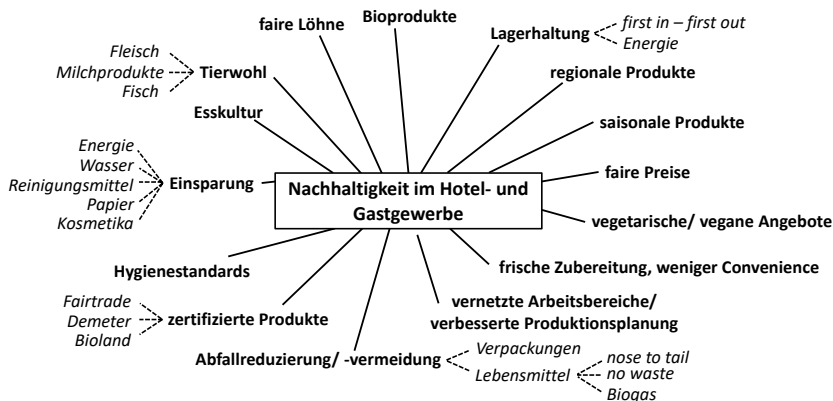 Bioprodukte
faire Löhne
Lagerhaltung
first in – first out
Energie
Fleisch
Milchprodukte
Fisch
Tierwohl
regionale Produkte
Esskultur
saisonale Produkte
Energie
Wasser
Reinigungsmittel
Papier
Kosmetika
Einsparung
Nachhaltigkeit im Hotel- und
Gastgewerbe
faire Preise
vegetarische/ vegane Angebote
Hygienestandards
frische Zubereitung, weniger Convenience
Fairtrade
Demeter
Bioland
zertifizierte Produkte
vernetzte Arbeitsbereiche/
verbesserte Produktionsplanung
Abfallreduzierung/ -vermeidung
Verpackungen
Lebensmittel
nose to tail
no waste
Biogas